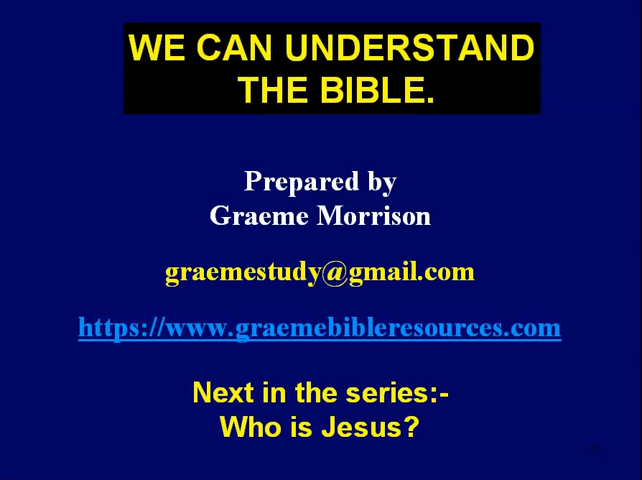 WE CAN UNDERSTAND
THE BIBLE.
Prepared by
Graeme Morrison
graemestudy@gmail.com
https://www.graemebibleresources.com
Next in the series:-
Who is Jesus?